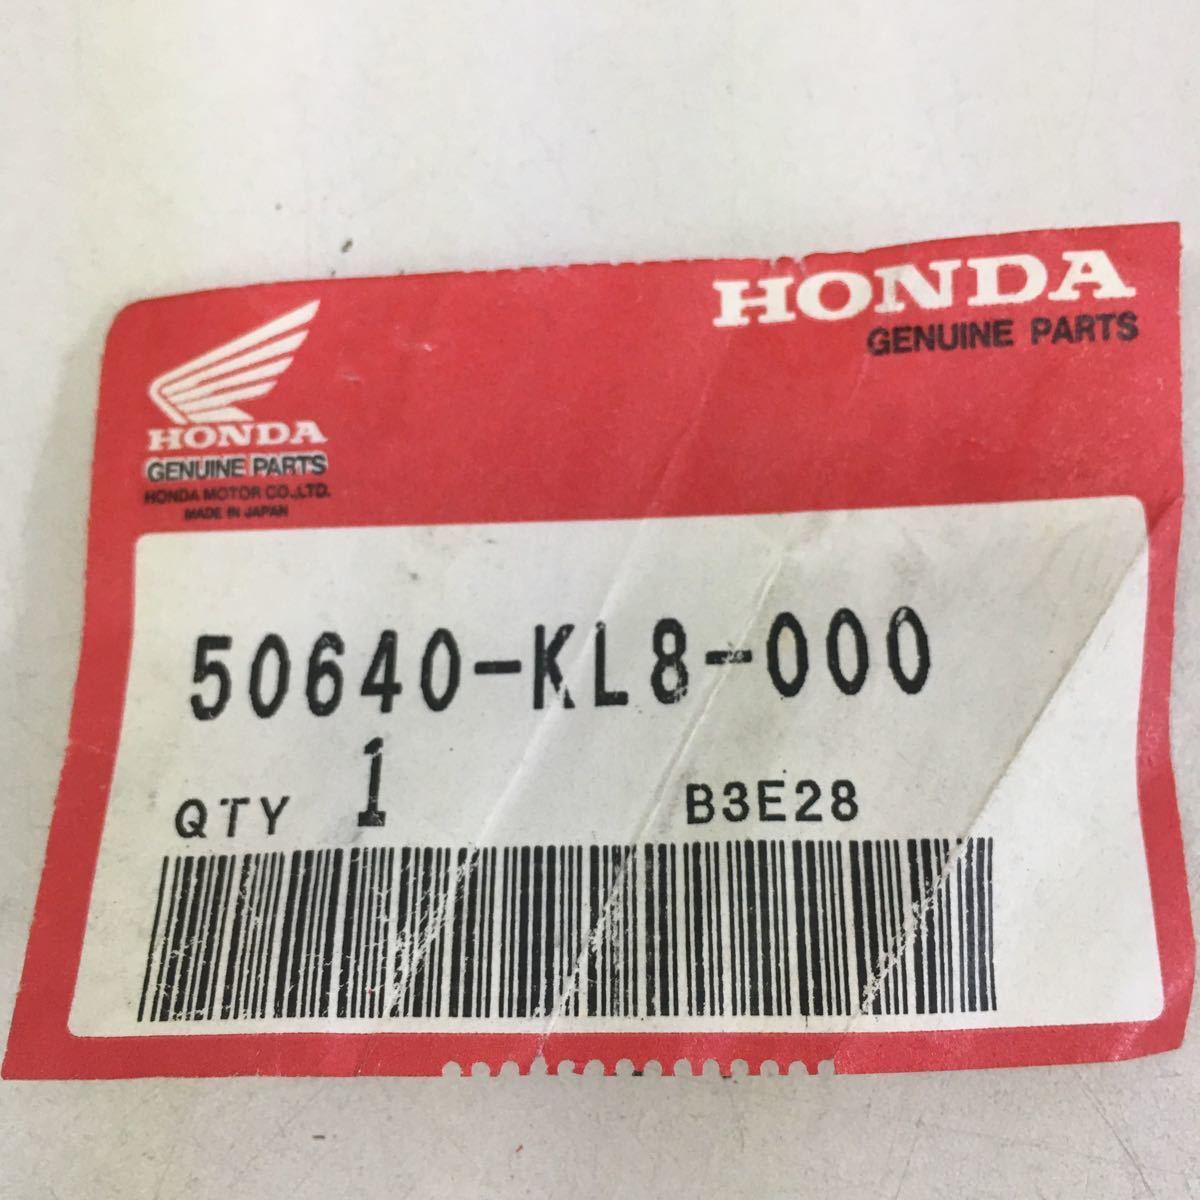 HONDA
GENUINE PARTS
HONDA
GENUINE PARTS
HONDA MOTOR CO.,LTD.
MADE IN JAPAN
50640-KL8-000
QTY 1 B3E28